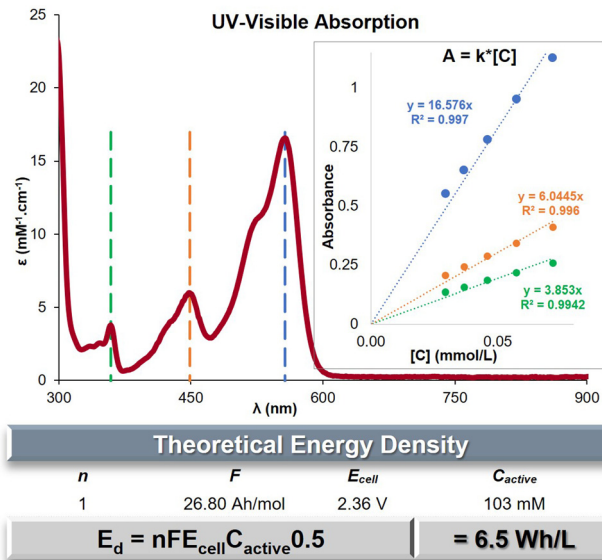 UV-Visible Absorption
A = k*[C]
ε (mM⁻¹·cm⁻¹)
25
20
15
10
5
0
300
450
600
750
900
λ (nm)
Absorbance
1
0.75
0.5
0.25
0
0.00
0.05
[C] (mmol/L)
y = 16.576x
R² = 0.997
y = 6.0445x
R² = 0.996
y = 3.853x
R² = 0.9942
Theoretical Energy Density
n F E_cell C_active
1 26.80 Ah/mol 2.36 V 103 mM
E_d = nFE_cellC_active0.5 = 6.5 Wh/L